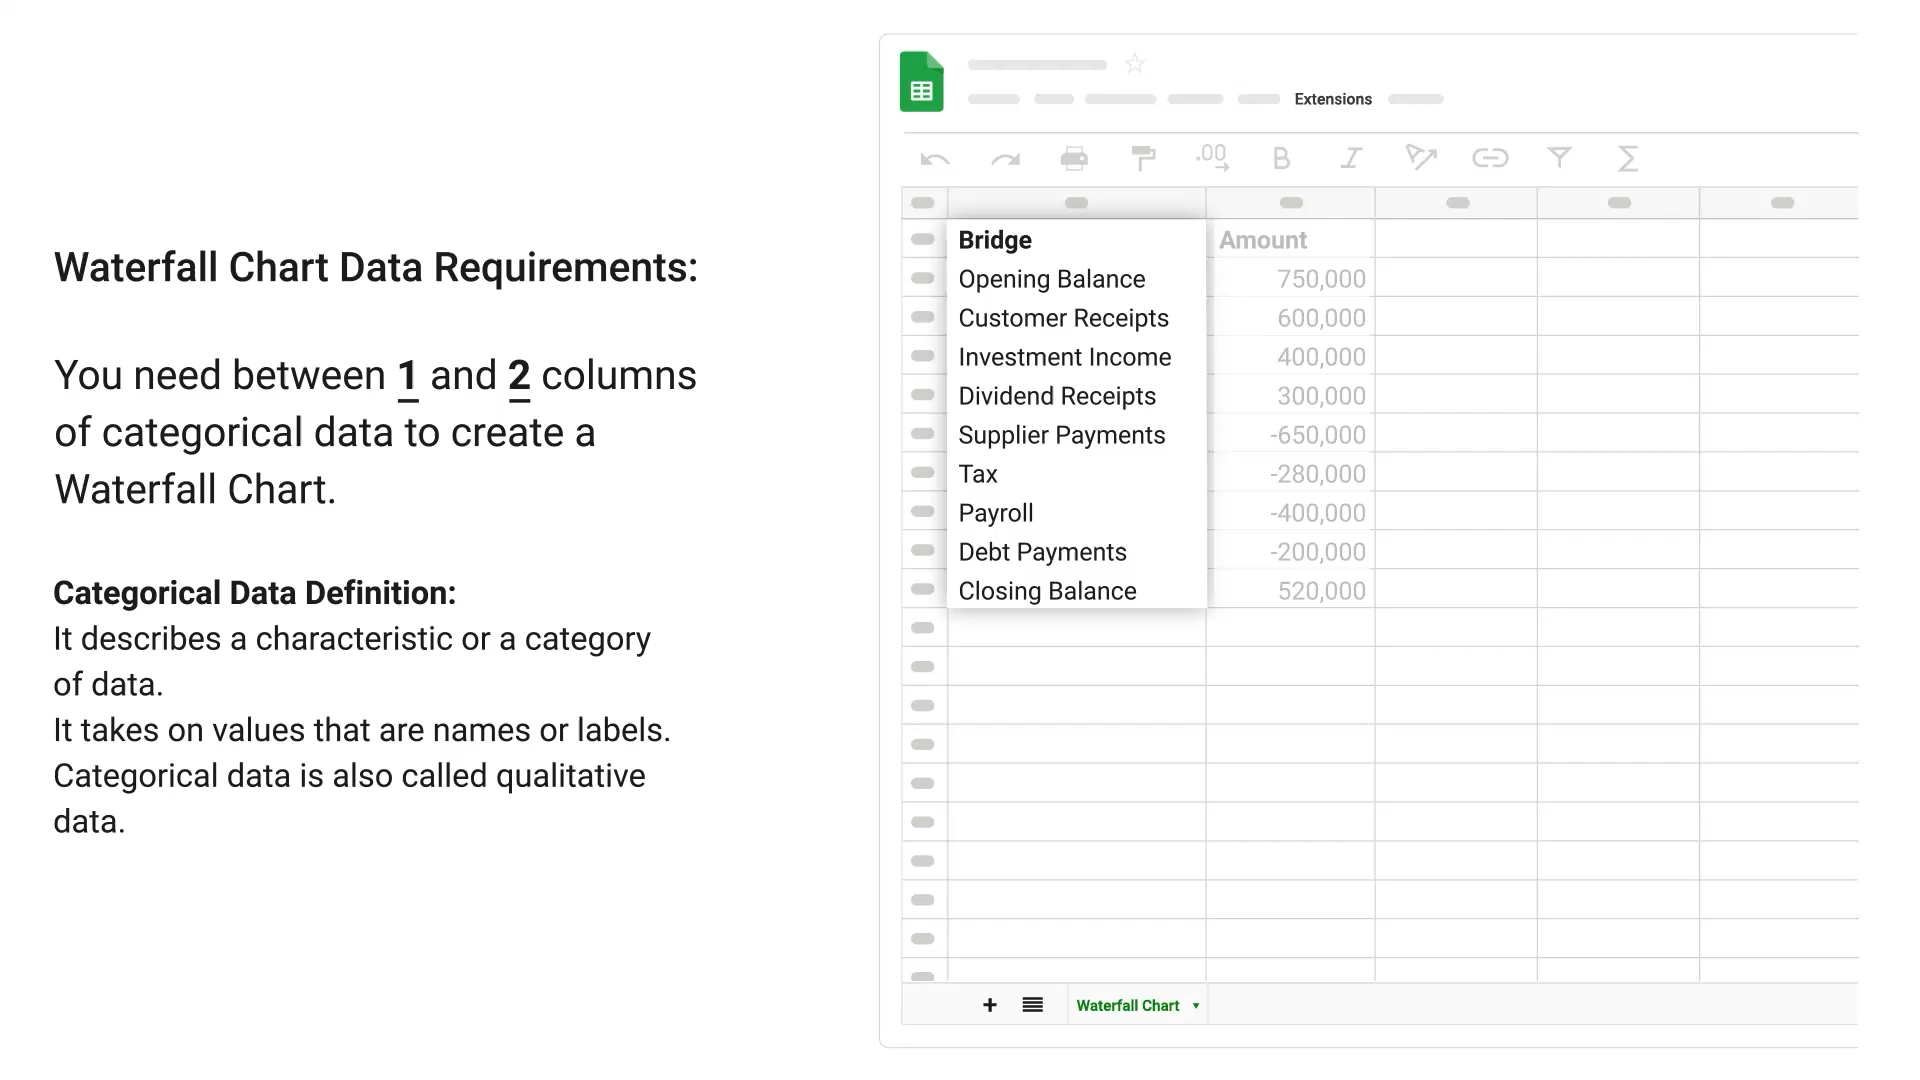 Waterfall Chart Data Requirements:
You need between 1 and 2 columns
of categorical data to create a
Waterfall Chart.
Categorical Data Definition:
It describes a characteristic or a category
of data.
It takes on values that are names or labels.
Categorical data is also called qualitative
data.
Extensions
.00
B I
Bridge Amount
Opening Balance 750,000
Customer Receipts 600,000
Investment Income 400,000
Dividend Receipts 300,000
Supplier Payments -650,000
Tax -280,000
Payroll -400,000
Debt Payments -200,000
Closing Balance 520,000
Waterfall Chart